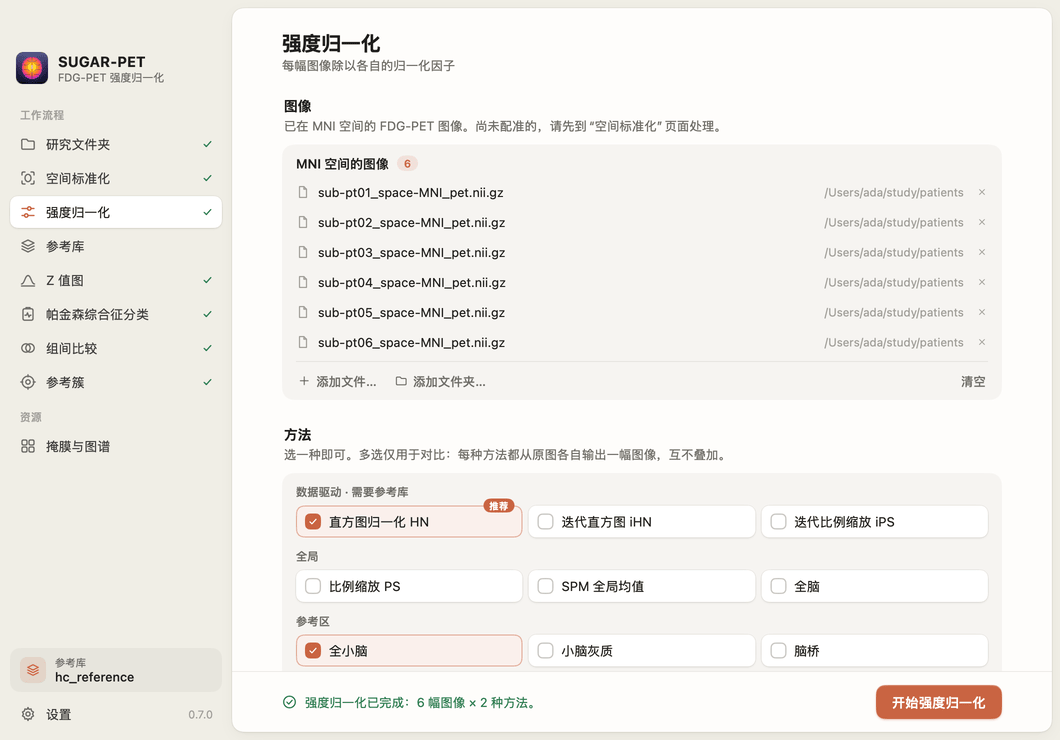 SUGAR-PET
FDG-PET 强度归一化
工作流程
研究文件夹
空间标准化
强度归一化
参考库
Z 值图
帕金森综合征分类
组间比较
参考簇
资源
掩膜与图谱
参考库
hc_reference
设置 0.7.0
强度归一化
每幅图像除以各自的归一化因子
图像
已在 MNI 空间的 FDG-PET 图像。尚未配准的，请先到 “空间标准化” 页面处理。
MNI 空间的图像 6
sub-pt01_space-MNI_pet.nii.gz /Users/ada/study/patients ×
sub-pt02_space-MNI_pet.nii.gz /Users/ada/study/patients ×
sub-pt03_space-MNI_pet.nii.gz /Users/ada/study/patients ×
sub-pt04_space-MNI_pet.nii.gz /Users/ada/study/patients ×
sub-pt05_space-MNI_pet.nii.gz /Users/ada/study/patients ×
sub-pt06_space-MNI_pet.nii.gz /Users/ada/study/patients ×
+ 添加文件... 添加文件夹... 清空
方法
选一种即可。多选仅用于对比：每种方法都从原图各自输出一幅图像，互不叠加。
数据驱动 · 需要参考库
推荐
直方图归一化 HN 迭代直方图 iHN 迭代比例缩放 iPS
全局
比例缩放 PS SPM 全局均值 全脑
参考区
全小脑 小脑灰质 脑桥
强度归一化已完成：6 幅图像 × 2 种方法。 开始强度归一化